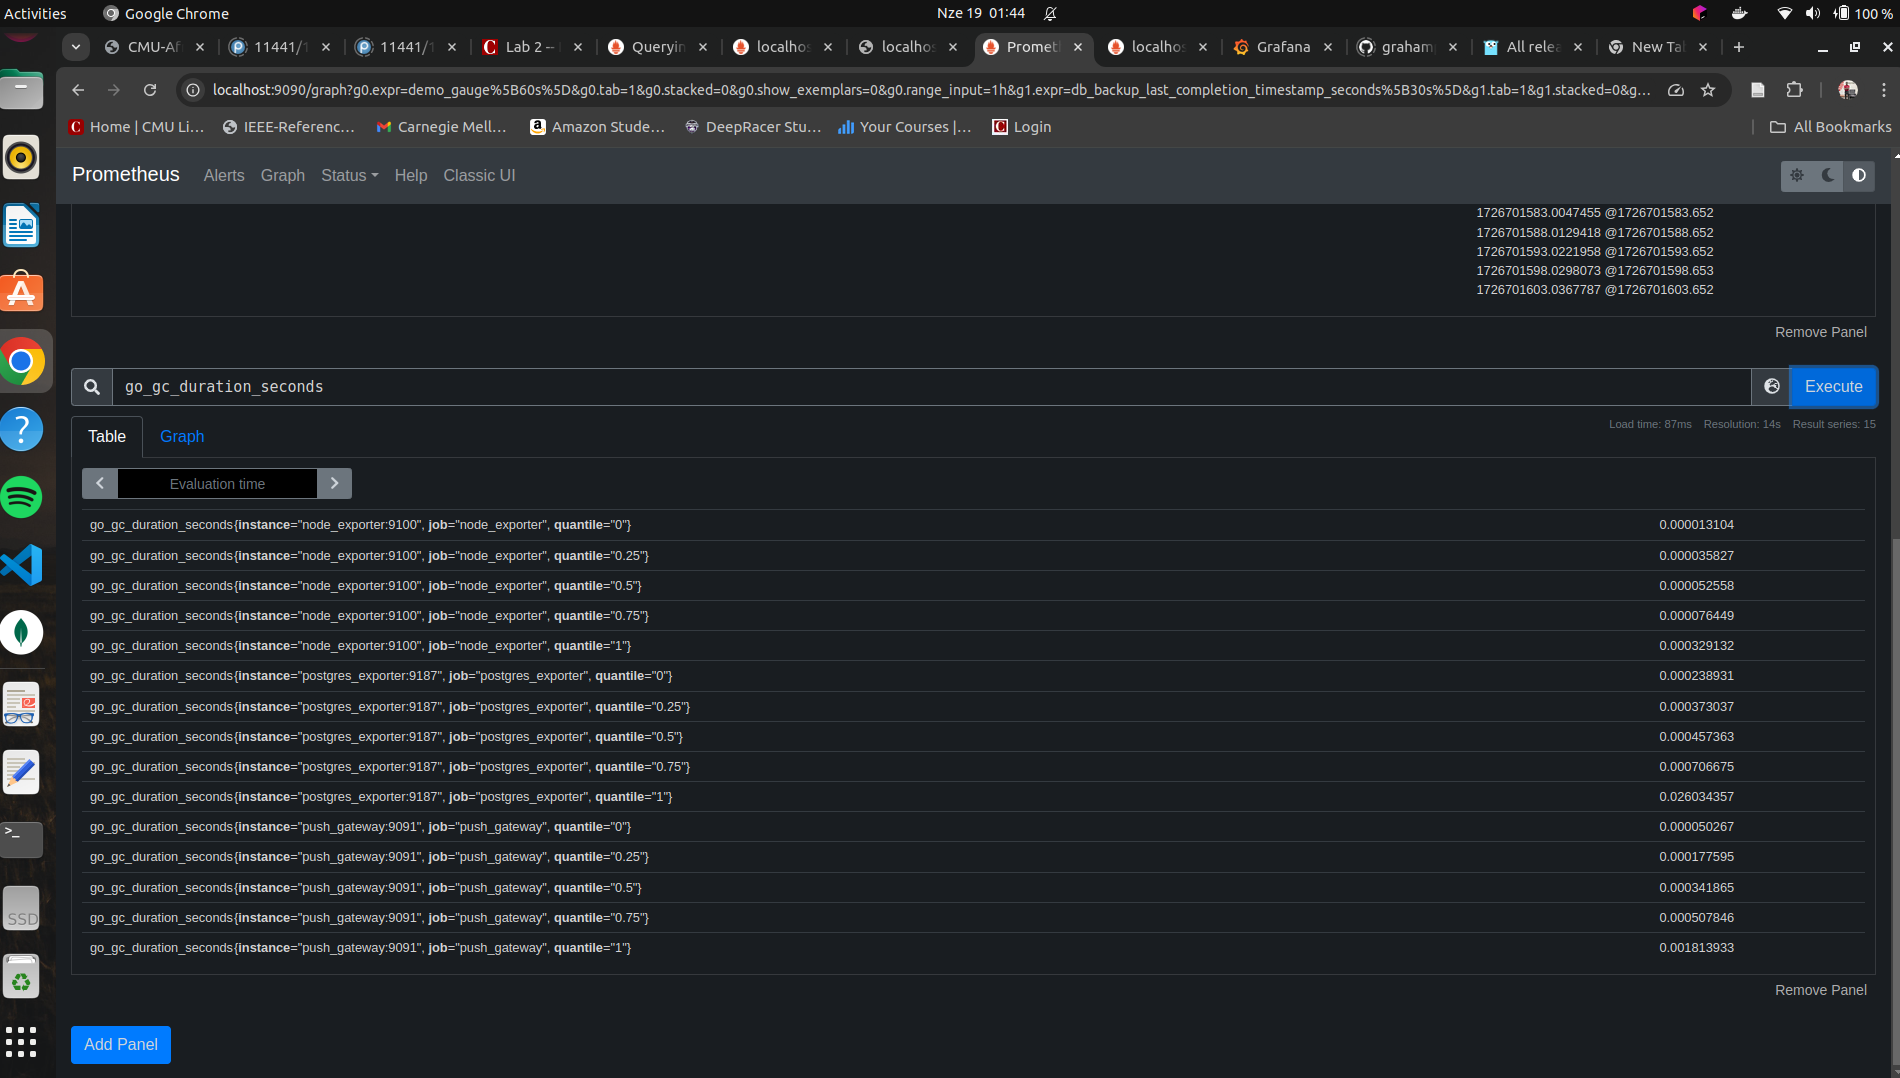 Activities Google Chrome Nze 19 01:44 100 %
CMU-Af 11441/1 11441/1 Lab 2 -- Queryin localhos localhos Prometh localhos Grafana graham All relea New Tab
localhost:9090/graph?g0.expr=demo_gauge%5B60s%5D&g0.tab=1&g0.stacked=0&g0.show_exemplars=0&g0.range_input=1h&g1.expr=db_backup_last_completion_timestamp_seconds%5B30s%5D&g1.tab=1&g1.stacked=0&g...
Home | CMU Li... IEEE-Referenc... Carnegie Mell... Amazon Stude... DeepRacer Stu... Your Courses |... Login All Bookmarks
Prometheus Alerts Graph Status Help Classic UI
1726701583.0047455 @1726701583.652
1726701588.0129418 @1726701588.652
1726701593.0221958 @1726701593.652
1726701598.0298073 @1726701598.653
1726701603.0367787 @1726701603.652
Remove Panel
go_gc_duration_seconds Execute
Table Graph Load time: 87ms Resolution: 14s Result series: 15
Evaluation time
go_gc_duration_seconds{instance="node_exporter:9100", job="node_exporter", quantile="0"} 0.000013104
go_gc_duration_seconds{instance="node_exporter:9100", job="node_exporter", quantile="0.25"} 0.000035827
go_gc_duration_seconds{instance="node_exporter:9100", job="node_exporter", quantile="0.5"} 0.000052558
go_gc_duration_seconds{instance="node_exporter:9100", job="node_exporter", quantile="0.75"} 0.000076449
go_gc_duration_seconds{instance="node_exporter:9100", job="node_exporter", quantile="1"} 0.000329132
go_gc_duration_seconds{instance="postgres_exporter:9187", job="postgres_exporter", quantile="0"} 0.000238931
go_gc_duration_seconds{instance="postgres_exporter:9187", job="postgres_exporter", quantile="0.25"} 0.000373037
go_gc_duration_seconds{instance="postgres_exporter:9187", job="postgres_exporter", quantile="0.5"} 0.000457363
go_gc_duration_seconds{instance="postgres_exporter:9187", job="postgres_exporter", quantile="0.75"} 0.000706675
go_gc_duration_seconds{instance="postgres_exporter:9187", job="postgres_exporter", quantile="1"} 0.026034357
go_gc_duration_seconds{instance="push_gateway:9091", job="push_gateway", quantile="0"} 0.000050267
go_gc_duration_seconds{instance="push_gateway:9091", job="push_gateway", quantile="0.25"} 0.000177595
go_gc_duration_seconds{instance="push_gateway:9091", job="push_gateway", quantile="0.5"} 0.000341865
go_gc_duration_seconds{instance="push_gateway:9091", job="push_gateway", quantile="0.75"} 0.000507846
go_gc_duration_seconds{instance="push_gateway:9091", job="push_gateway", quantile="1"} 0.001813933
SSD
Remove Panel
Add Panel